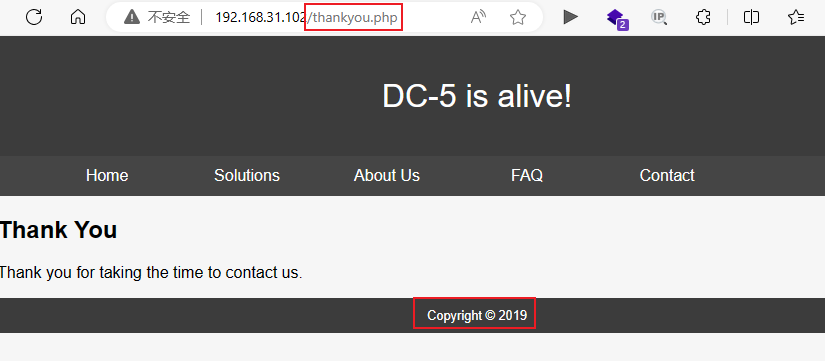 不安全 192.168.31.102/thankyou.php A IP 2
DC-5 is alive!
Home Solutions About Us FAQ Contact
Thank You
Thank you for taking the time to contact us.
Copyright © 2019